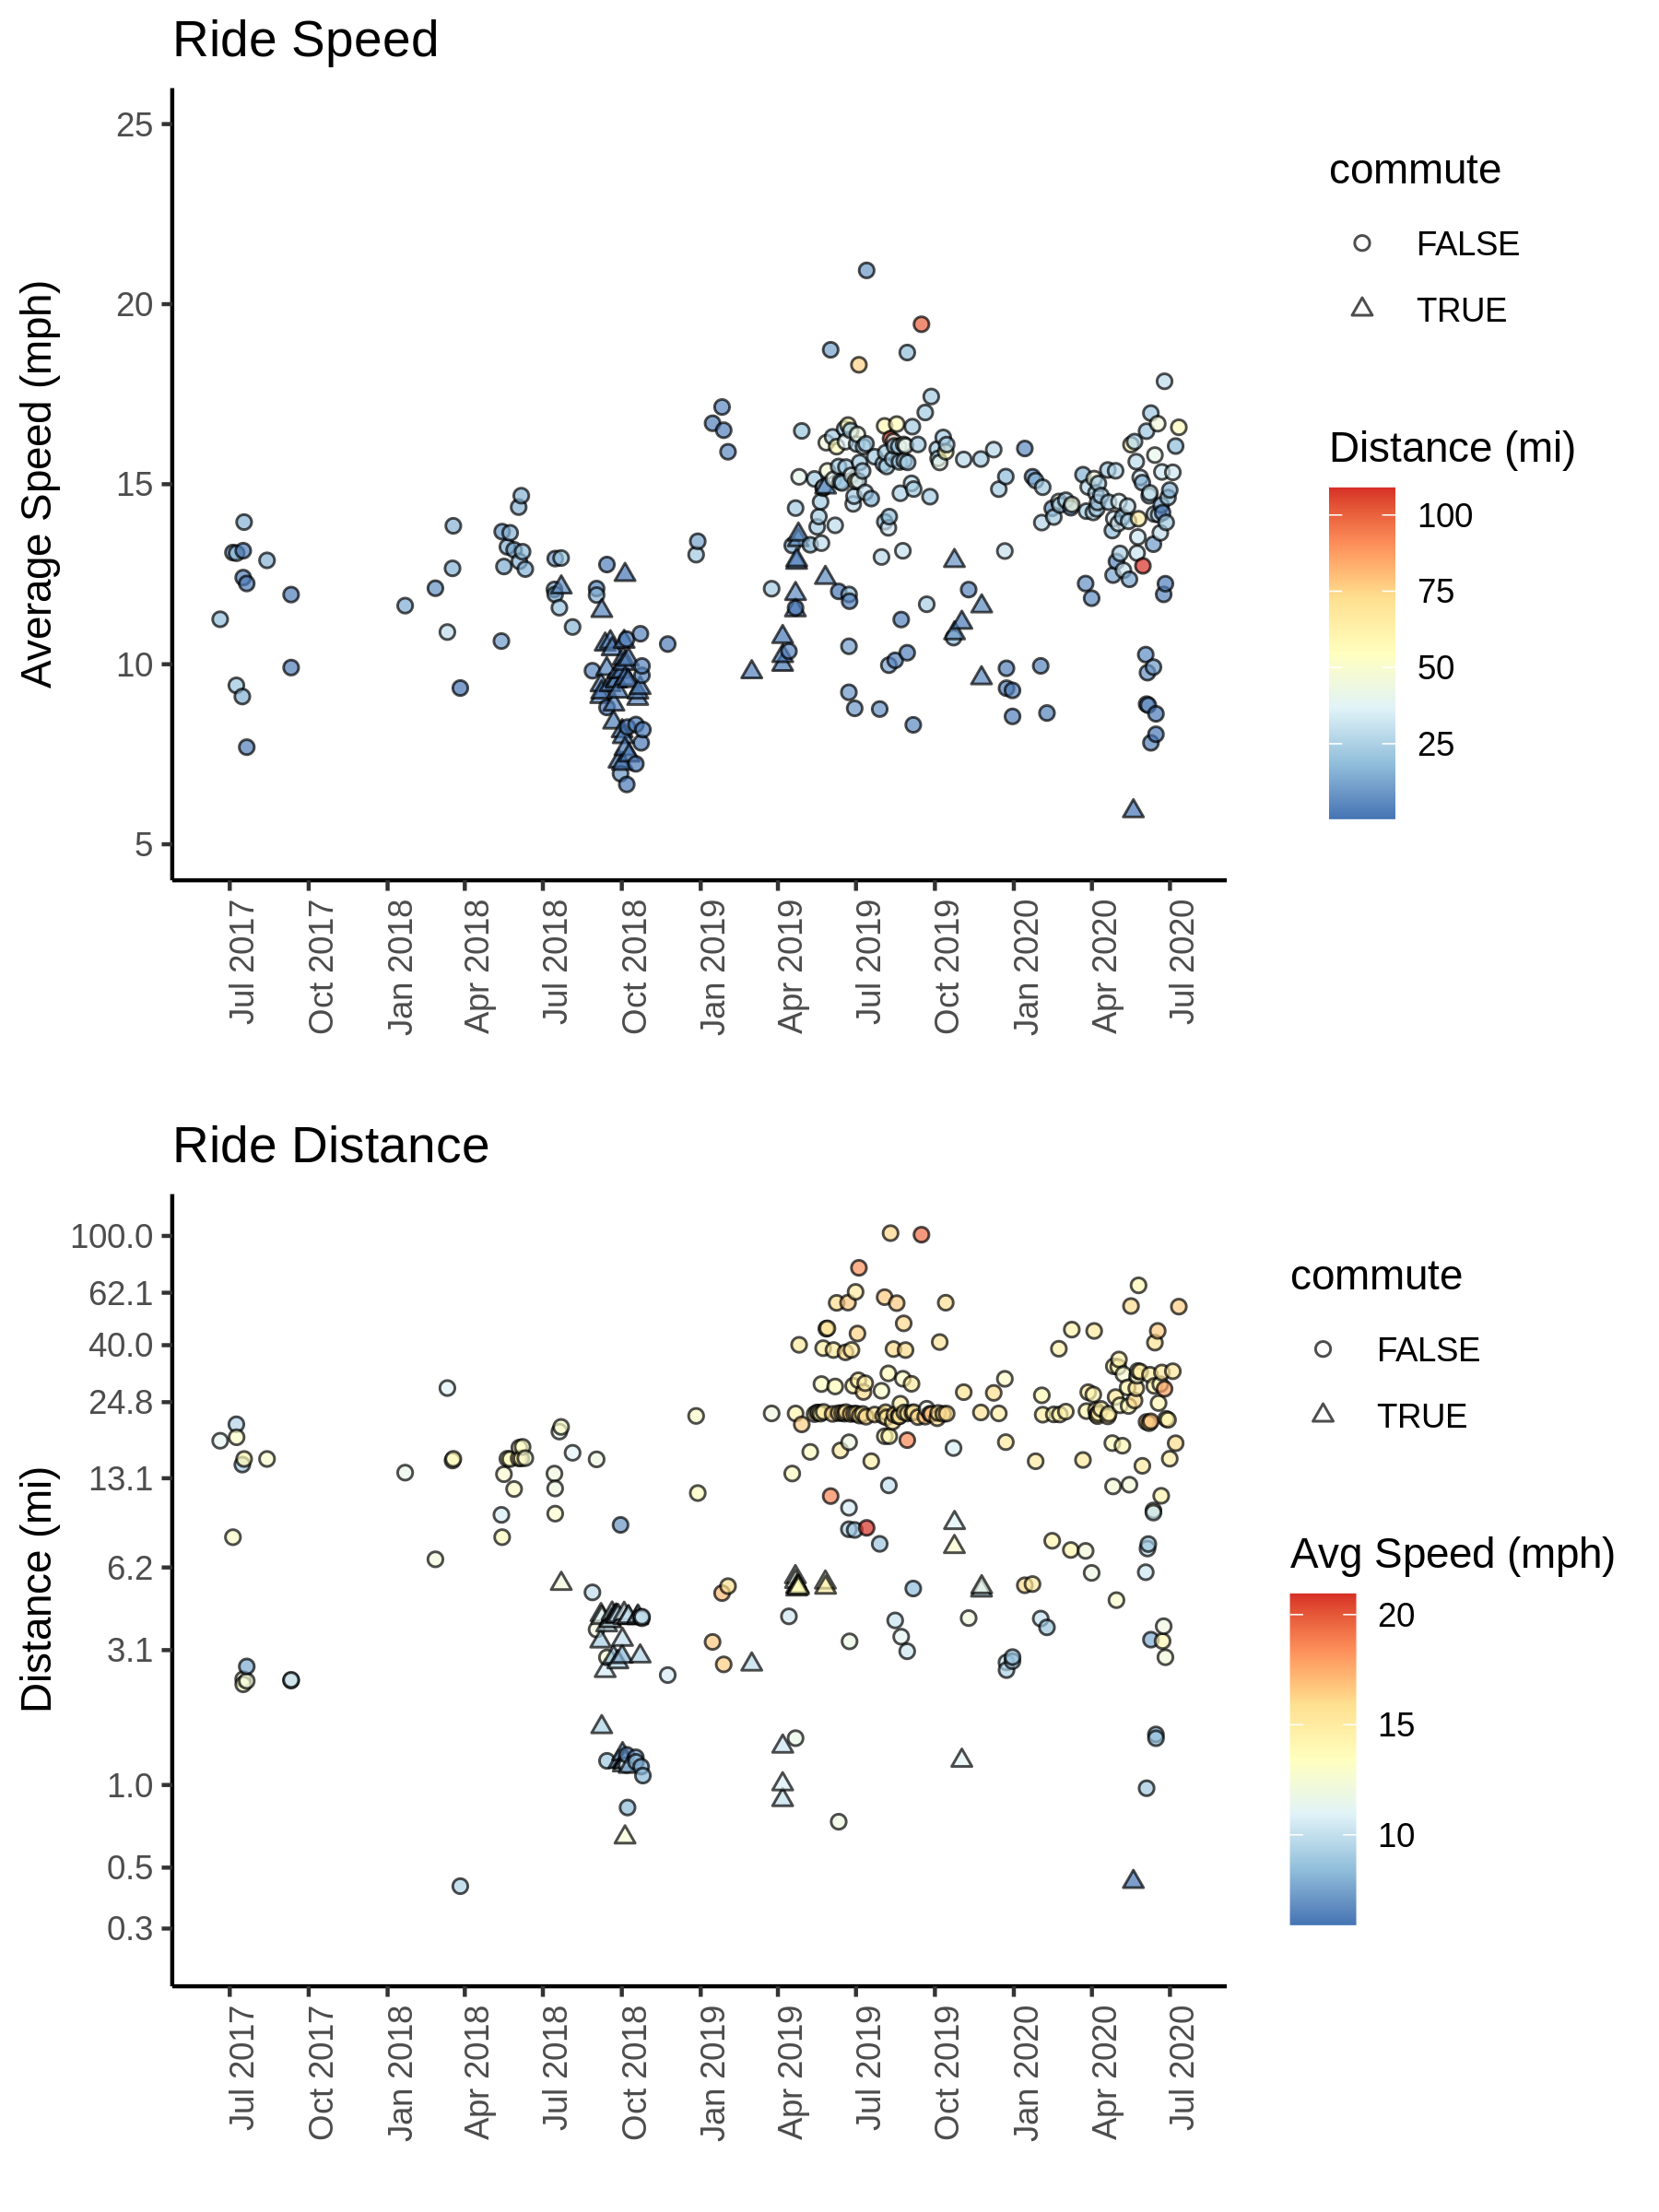 Ride Speed
Average Speed (mph)
25
20
15
10
5
Jul 2017
Oct 2017
Jan 2018
Apr 2018
Jul 2018
Oct 2018
Jan 2019
Apr 2019
Jul 2019
Oct 2019
Jan 2020
Apr 2020
Jul 2020
commute
FALSE
TRUE
Distance (mi)
100
75
50
25
Ride Distance
Distance (mi)
100.0
62.1
40.0
24.8
13.1
6.2
3.1
1.0
0.5
0.3
Jul 2017
Oct 2017
Jan 2018
Apr 2018
Jul 2018
Oct 2018
Jan 2019
Apr 2019
Jul 2019
Oct 2019
Jan 2020
Apr 2020
Jul 2020
commute
FALSE
TRUE
Avg Speed (mph)
20
15
10